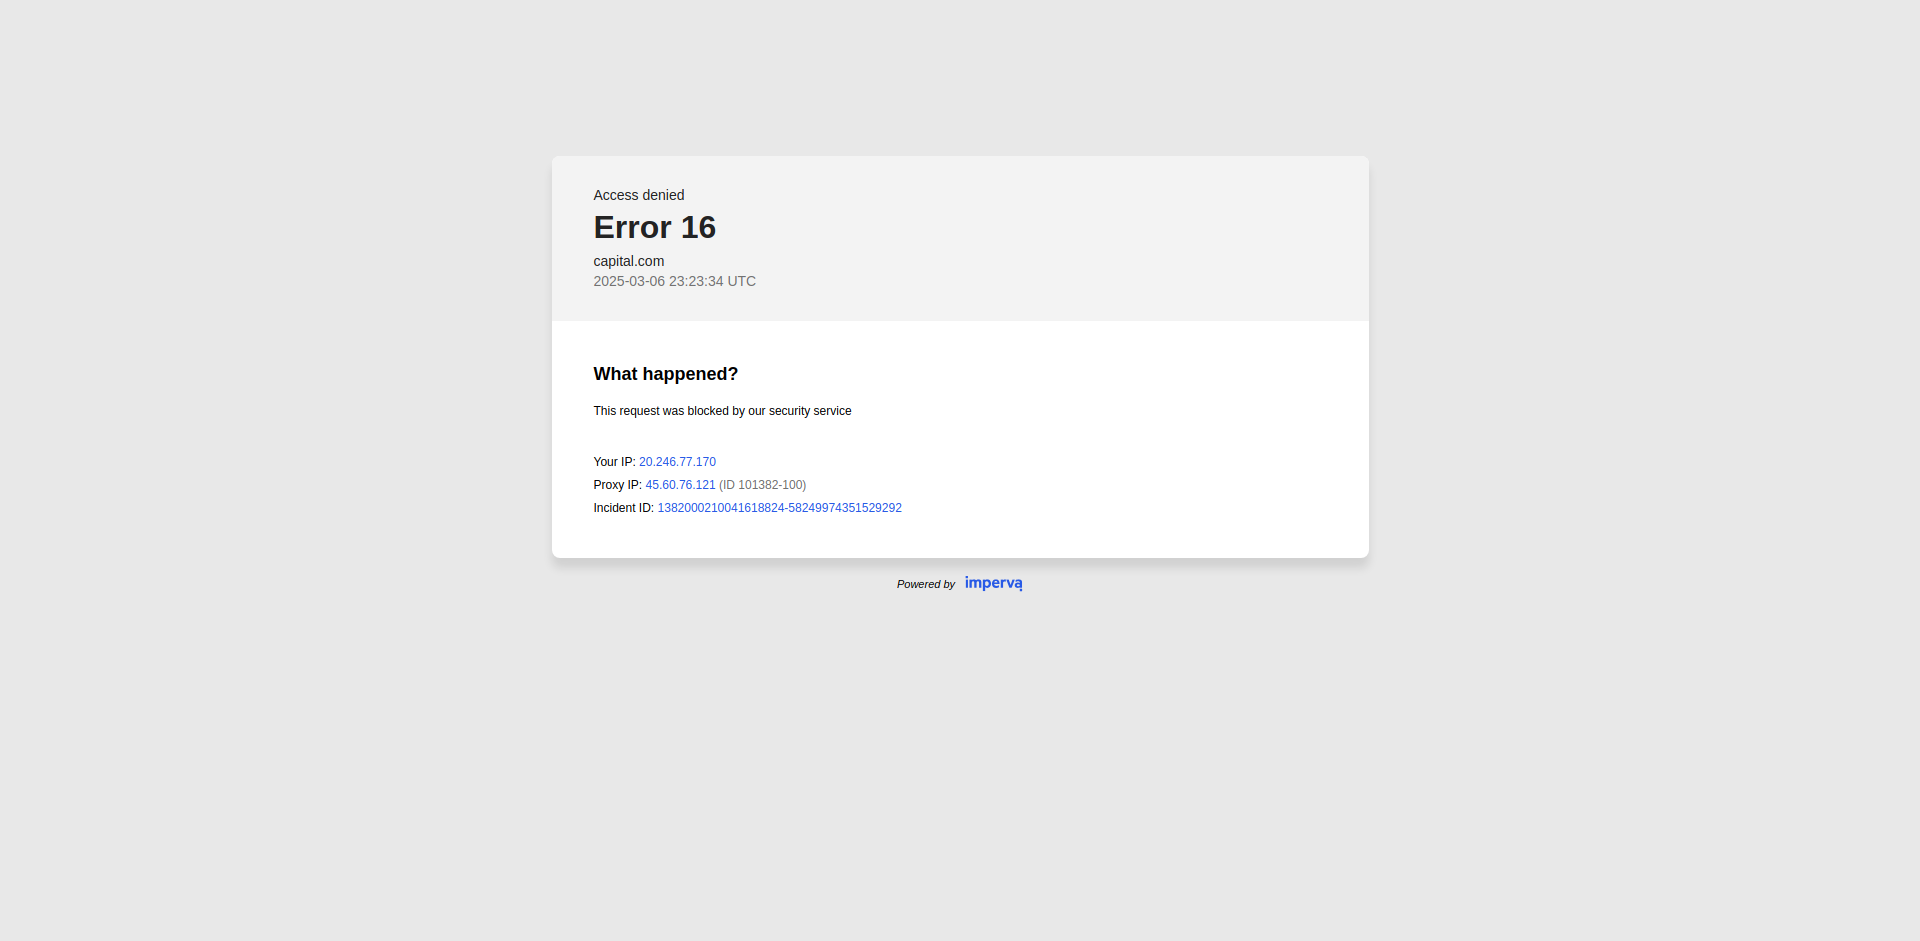 Access denied
Error 16
capital.com
2025-03-06 23:23:34 UTC
What happened?
This request was blocked by our security service
Your IP: 20.246.77.170
Proxy IP: 45.60.76.121 (ID 101382-100)
Incident ID: 1382000210041618824-58249974351529292
Powered by imperva